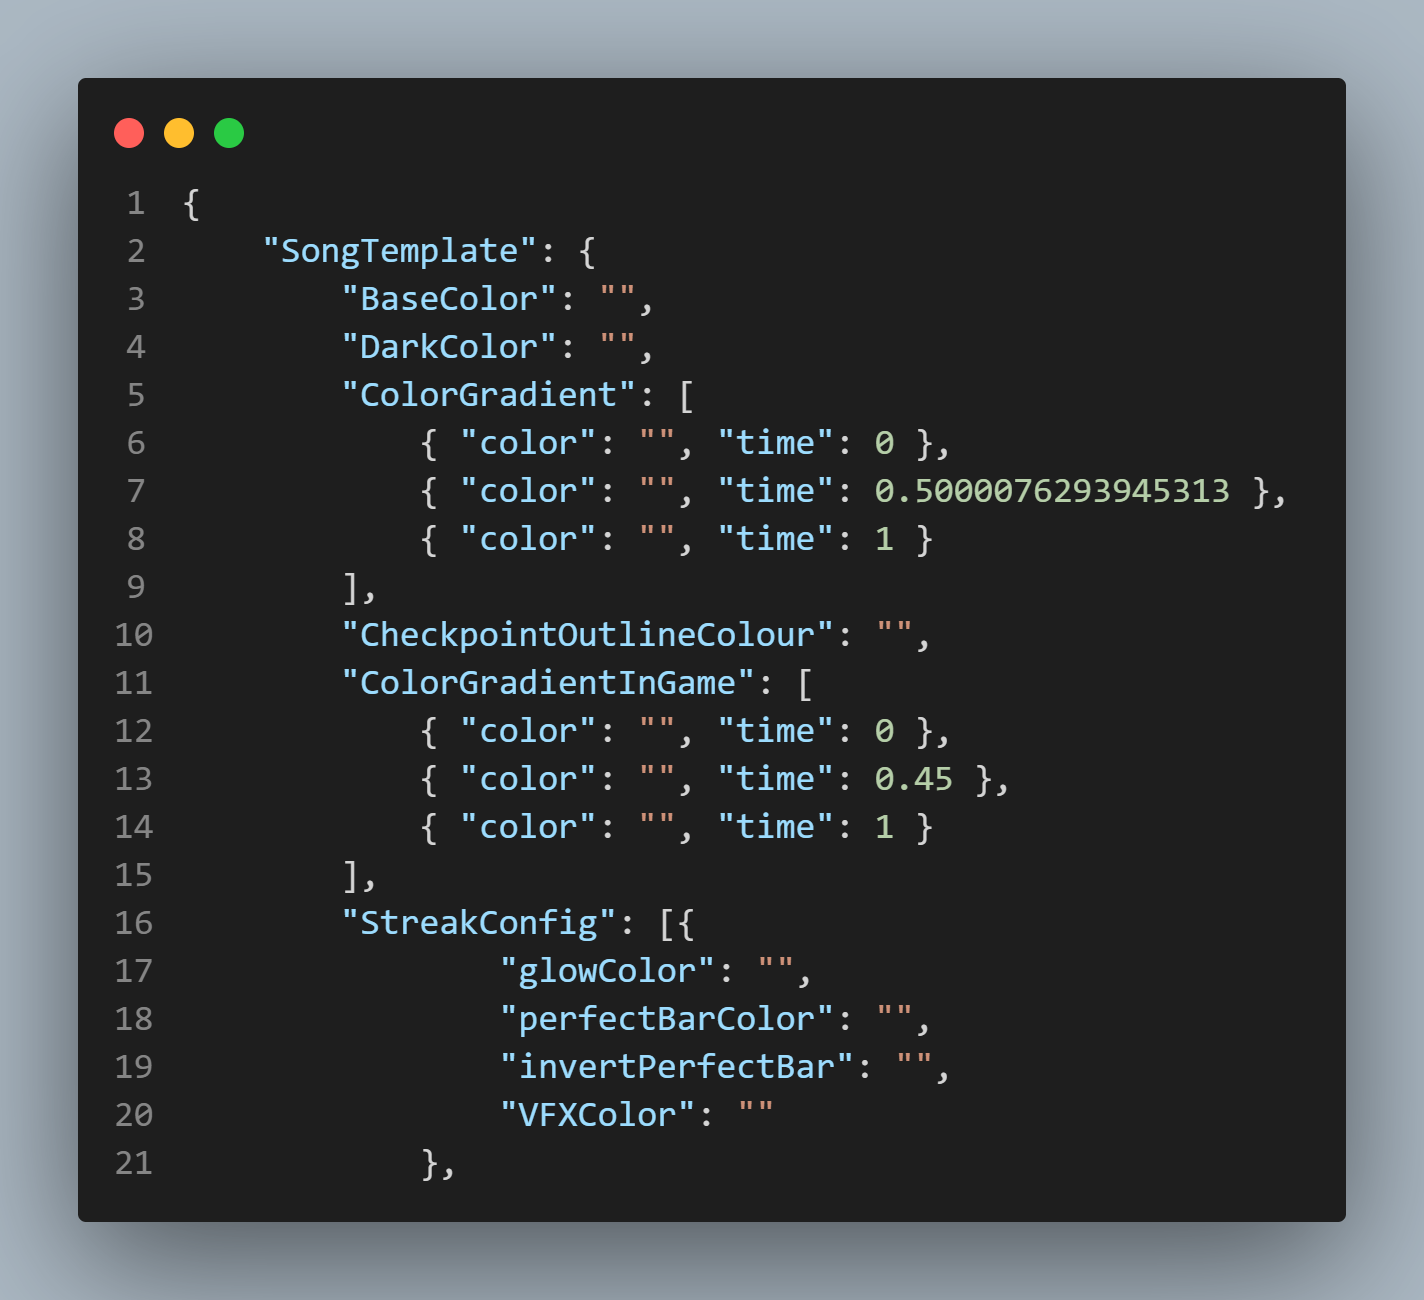 1 {
2     "SongTemplate": {
3         "BaseColor": "",
4         "DarkColor": "",
5         "ColorGradient": [
6             { "color": "", "time": 0 },
7             { "color": "", "time": 0.5000076293945313 },
8             { "color": "", "time": 1 }
9         ],
10         "CheckpointOutlineColour": "",
11         "ColorGradientInGame": [
12             { "color": "", "time": 0 },
13             { "color": "", "time": 0.45 },
14             { "color": "", "time": 1 }
15         ],
16         "StreakConfig": [{
17                 "glowColor": "",
18                 "perfectBarColor": "",
19                 "invertPerfectBar": "",
20                 "VFXColor": ""
21             },